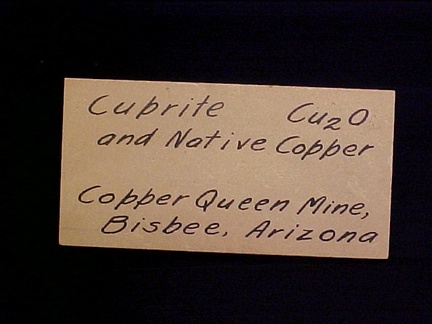 Cuprite Cu₂O
and Native Copper
Copper Queen Mine,
Bisbee, Arizona